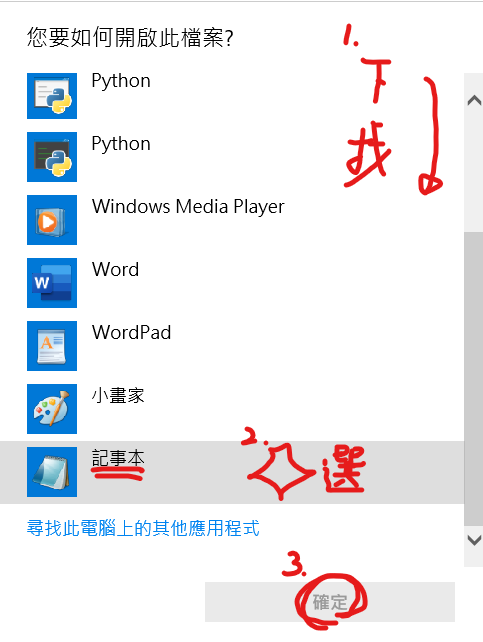 您要如何開啟此檔案?
1.
下
找
Python
Python
Windows Media Player
Word
WordPad
小畫家
記事本
2.
選
尋找此電腦上的其他應用程式
3.
確定